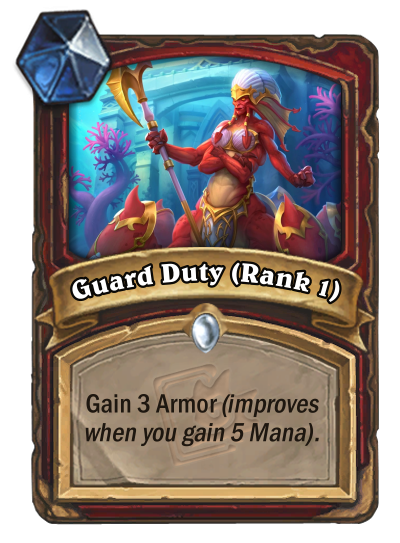 Guard Duty (Rank 1)
Gain 3 Armor (improves
when you gain 5 Mana).